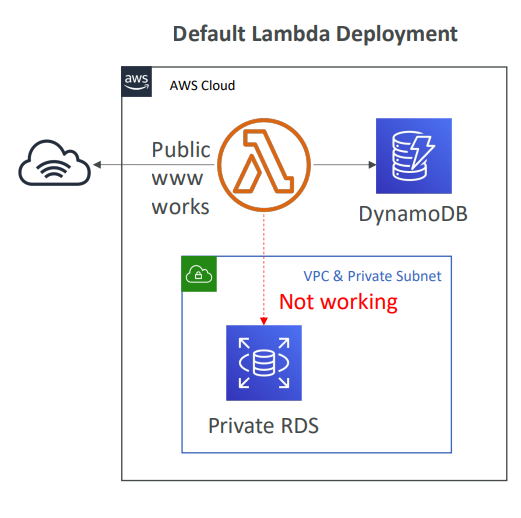 Default Lambda Deployment
aws
AWS Cloud
Public
www
works
DynamoDB
VPC & Private Subnet
Not working
Private RDS